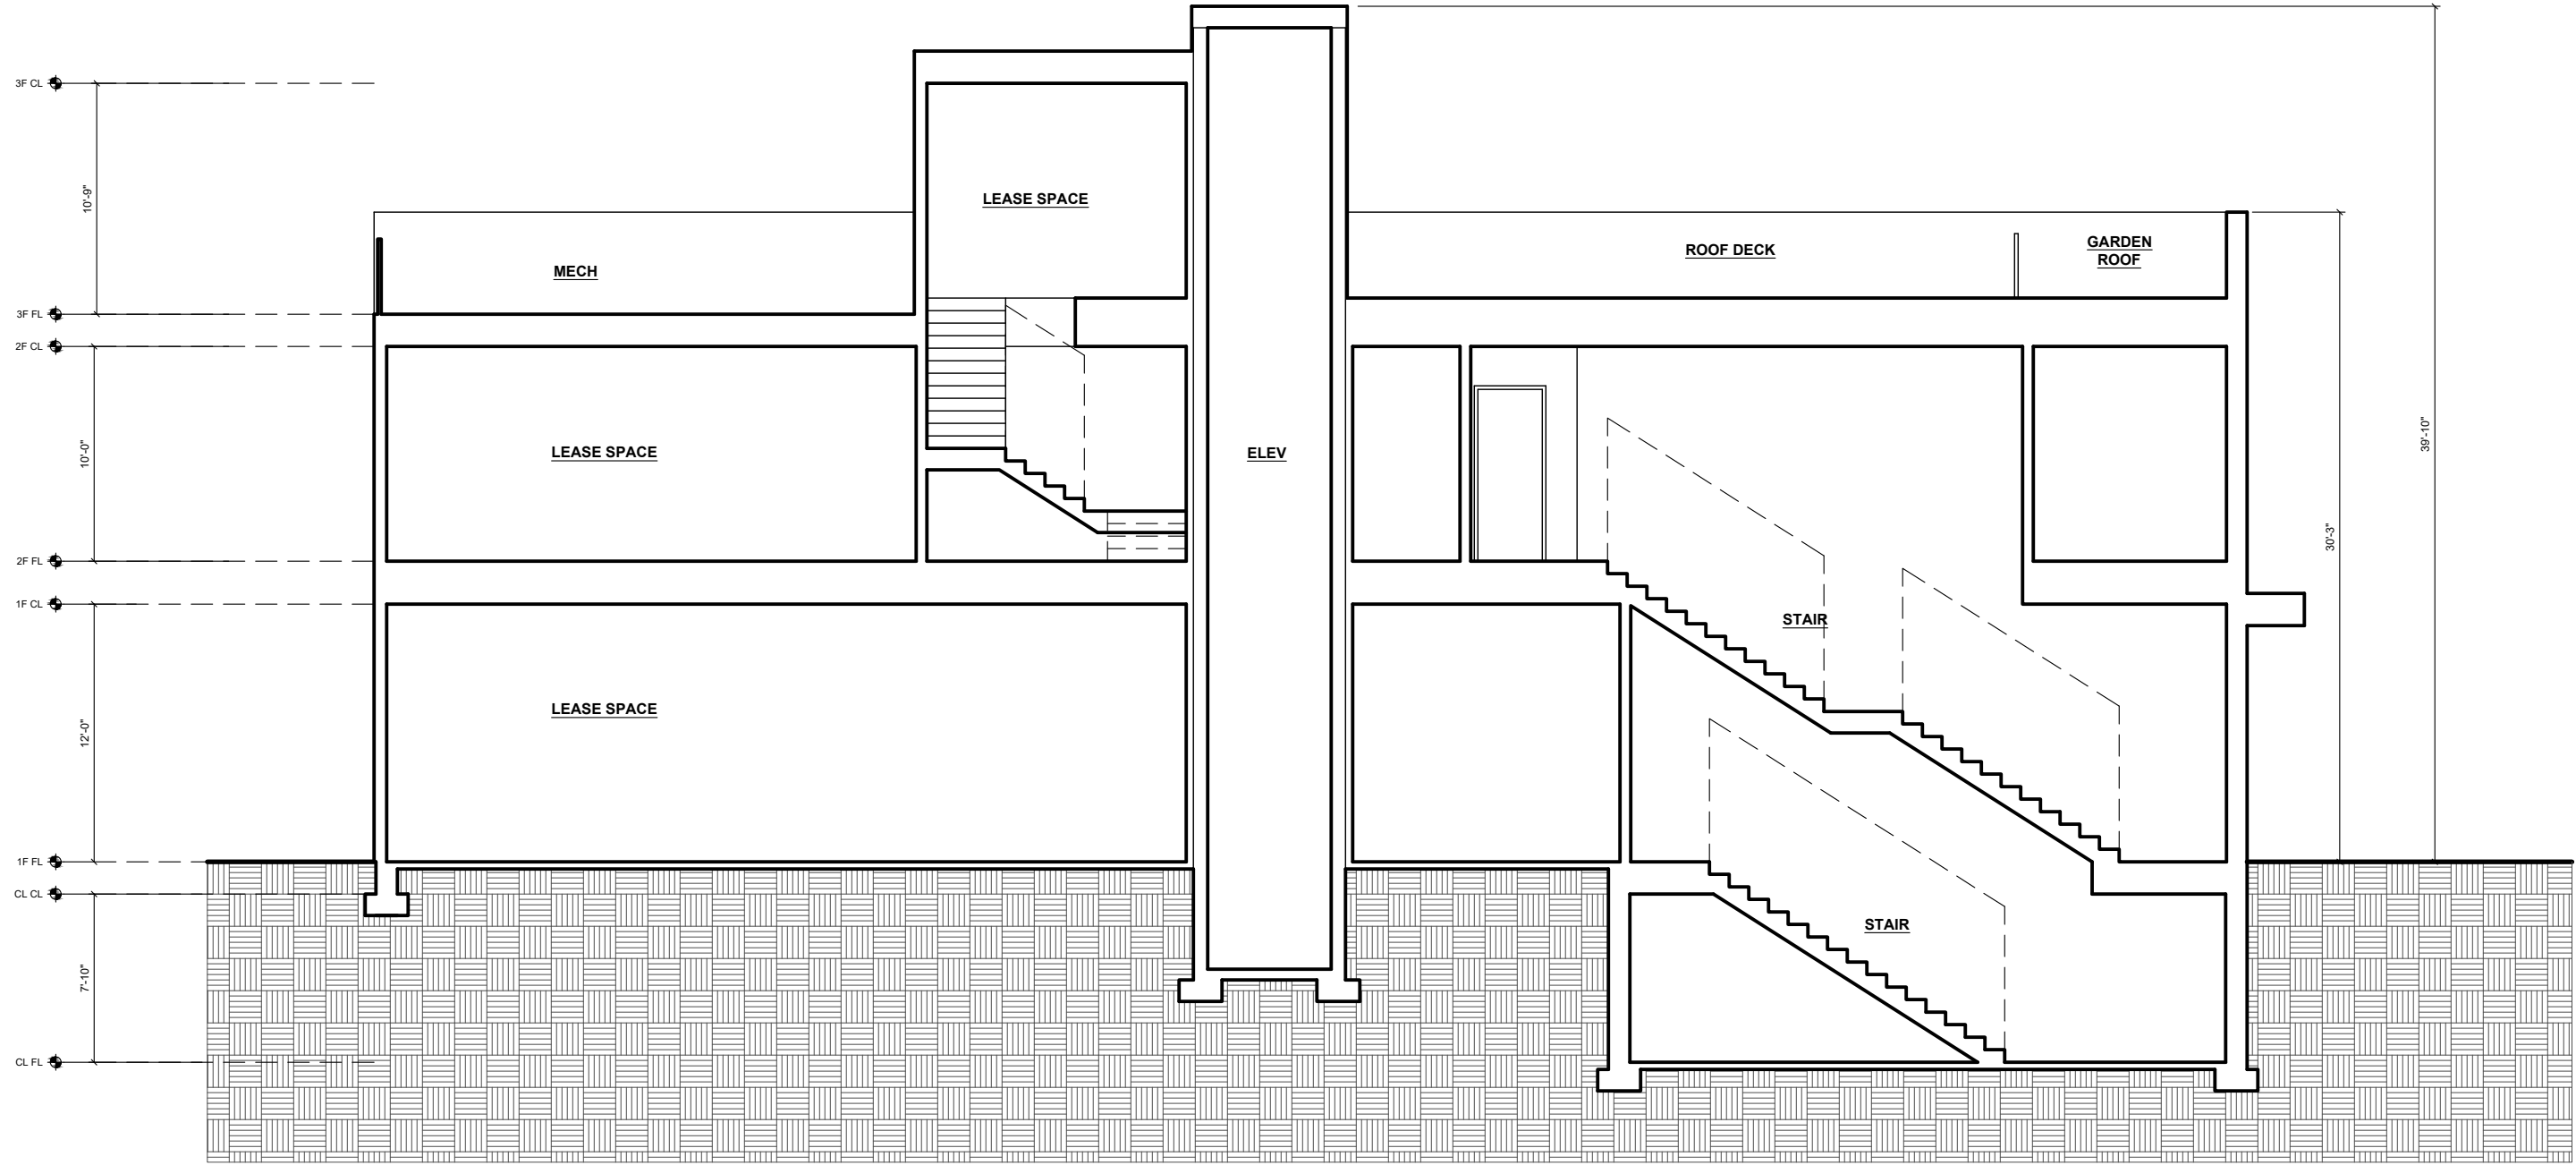 3F CL
10'-9"
LEASE SPACE
MECH
ROOF DECK
GARDEN
ROOF
3F FL
2F CL
10'-0"
LEASE SPACE
ELEV
39'-10"
30'-3"
2F FL
1F CL
STAIR
12'-0"
LEASE SPACE
1F FL
CL CL
STAIR
7'-10"
CL FL